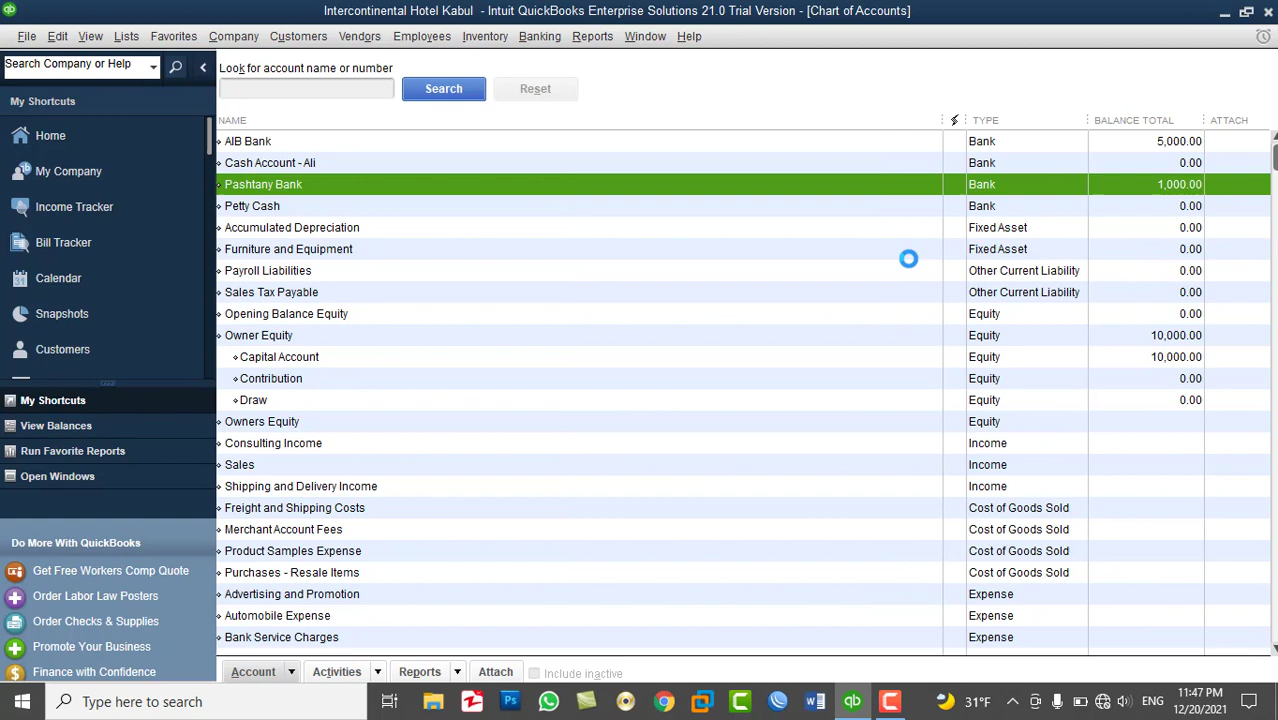 Intercontinental Hotel Kabul - Intuit QuickBooks Enterprise Solutions 21.0 Trial Version - [Chart of Accounts]
File Edit View Lists Favorites Company Customers Vendors Employees Inventory Banking Reports Window Help
Search Company or Help
My Shortcuts
Home
My Company
Income Tracker
Bill Tracker
Calendar
Snapshots
Customers
My Shortcuts
View Balances
Run Favorite Reports
Open Windows
Do More With QuickBooks
Get Free Workers Comp Quote
Order Labor Law Posters
Order Checks & Supplies
Promote Your Business
Finance with Confidence
Look for account name or number
Search Reset
NAME TYPE BALANCE TOTAL ATTACH
AIB Bank Bank 5,000.00
Cash Account - Ali Bank 0.00
Pashtany Bank Bank 1,000.00
Petty Cash Bank 0.00
Accumulated Depreciation Fixed Asset 0.00
Furniture and Equipment Fixed Asset 0.00
Payroll Liabilities Other Current Liability 0.00
Sales Tax Payable Other Current Liability 0.00
Opening Balance Equity Equity 0.00
Owner Equity Equity 10,000.00
Capital Account Equity 10,000.00
Contribution Equity 0.00
Draw Equity 0.00
Owners Equity Equity
Consulting Income Income
Sales Income
Shipping and Delivery Income Income
Freight and Shipping Costs Cost of Goods Sold
Merchant Account Fees Cost of Goods Sold
Product Samples Expense Cost of Goods Sold
Purchases - Resale Items Cost of Goods Sold
Advertising and Promotion Expense
Automobile Expense Expense
Bank Service Charges Expense
Account Activities Reports Attach Include inactive
Type here to search
31°F ENG 11:47 PM
12/20/2021